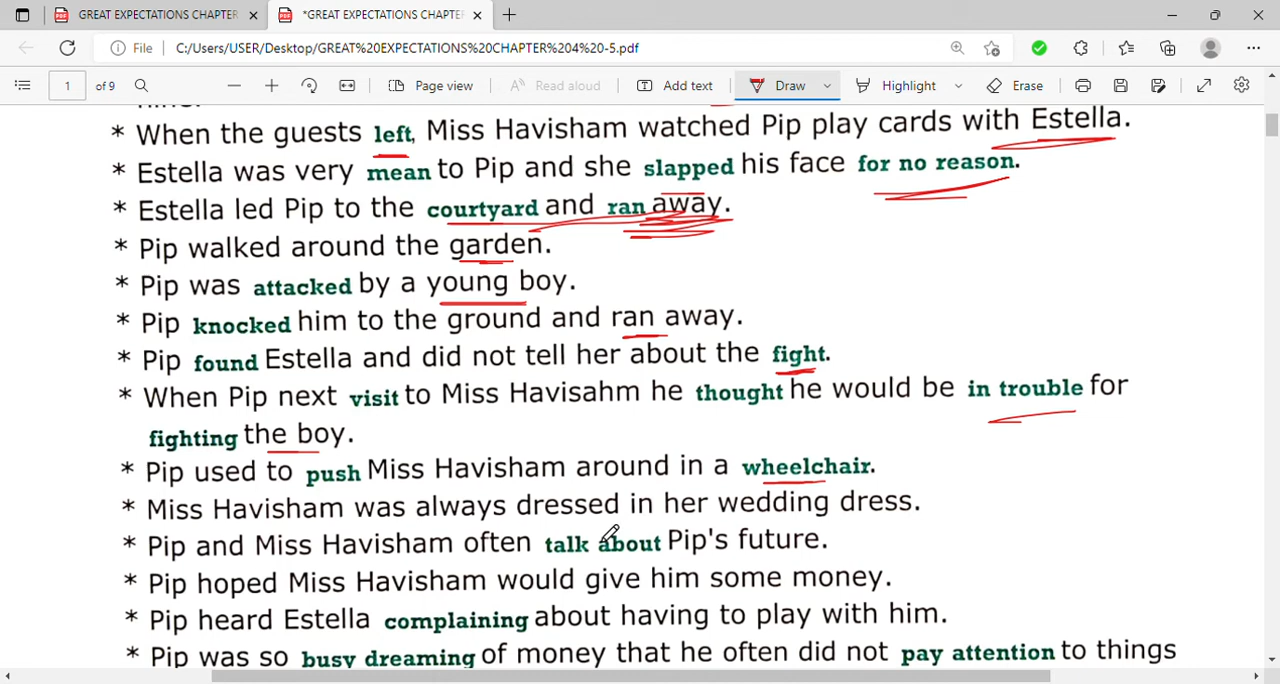 GREAT EXPECTATIONS CHAPTER
*GREAT EXPECTATIONS CHAPTE
File C:/Users/USER/Desktop/GREAT%20EXPECTATIONS%20CHAPTER%204%20-5.pdf
1 of 9 Page view Read aloud Add text Draw Highlight Erase
* When the guests left, Miss Havisham watched Pip play cards with Estella.
* Estella was very mean to Pip and she slapped his face for no reason.
* Estella led Pip to the courtyard and ran away.
* Pip walked around the garden.
* Pip was attacked by a young boy.
* Pip knocked him to the ground and ran away.
* Pip found Estella and did not tell her about the fight.
* When Pip next visit to Miss Havisahm he thought he would be in trouble for
fighting the boy.
* Pip used to push Miss Havisham around in a wheelchair.
* Miss Havisham was always dressed in her wedding dress.
* Pip and Miss Havisham often talk about Pip's future.
* Pip hoped Miss Havisham would give him some money.
* Pip heard Estella complaining about having to play with him.
* Pip was so busy dreaming of money that he often did not pay attention to things